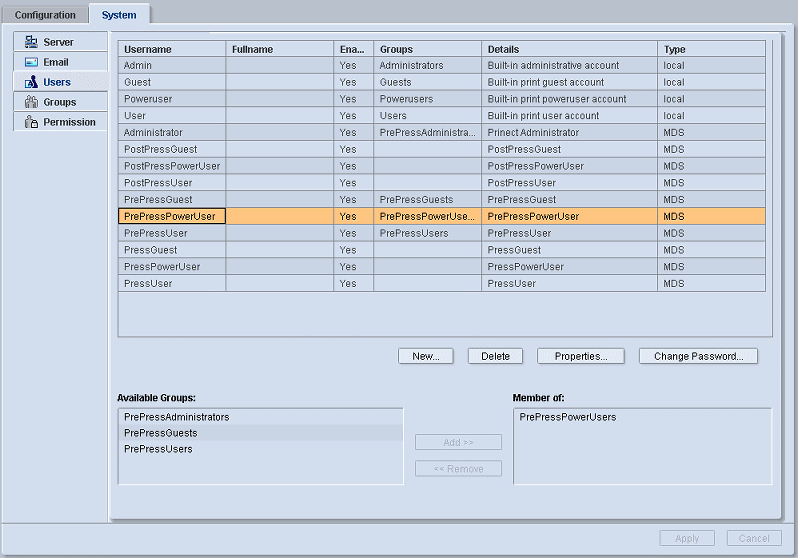 Configuration System
Server
Email
Users
Groups
Permission
Username Fullname Ena... Groups Details Type
Admin Yes Administrators Built-in administrative account local
Guest Yes Guests Built-in print guest account local
Poweruser Yes Powerusers Built-in print poweruser account local
User Yes Users Built-in print user account local
Administrator Yes PrePressAdministra... Prinect Administrator MDS
PostPressGuest Yes PostPressGuest MDS
PostPressPowerUser Yes PostPressPowerUser MDS
PostPressUser Yes PostPressUser MDS
PrePressGuest Yes PrePressGuests PrePressGuest MDS
PrePressPowerUser Yes PrePressPowerUse... PrePressPowerUser MDS
PrePressUser Yes PrePressUsers PrePressUser MDS
PressGuest Yes PressGuest MDS
PressPowerUser Yes PressPowerUser MDS
PressUser Yes PressUser MDS
New... Delete Properties... Change Password...
Available Groups: Member of:
PrePressAdministrators PrePressPowerUsers
PrePressGuests
PrePressUsers
Add >>
<< Remove
Apply Cancel